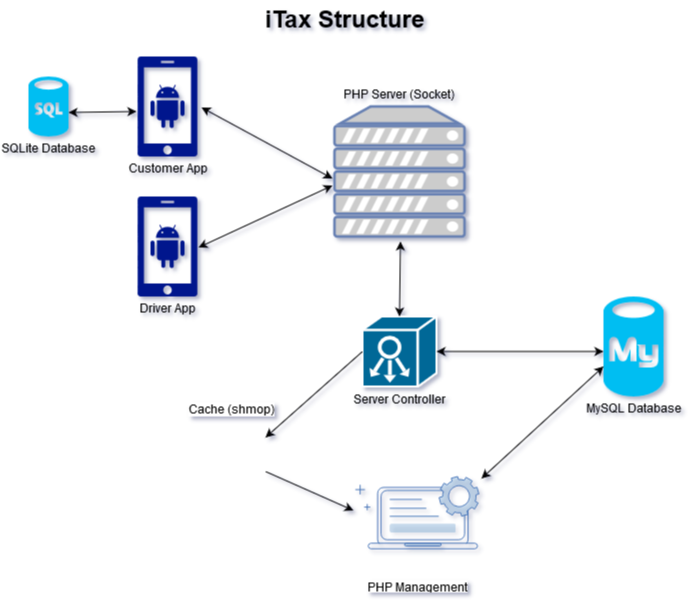 iTax Structure
PHP Server (Socket)
SQL
SQLite Database
Customer App
Driver App
My
Server Controller
MySQL Database
Cache (shmop)
PHP Management